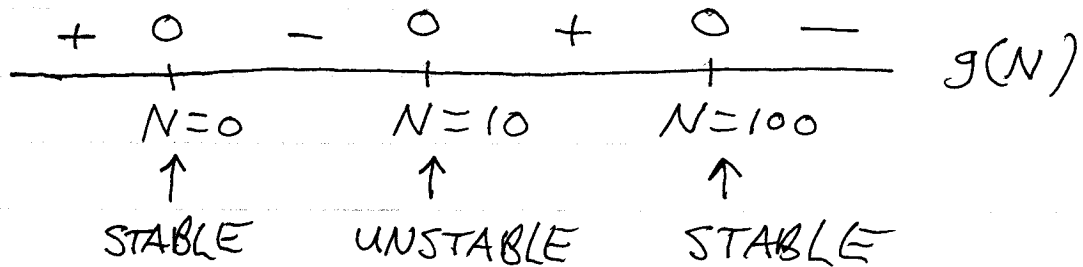 + 0 − 0 + 0 − g(N)
N=0 N=10 N=100
↑ ↑ ↑
STABLE UNSTABLE STABLE